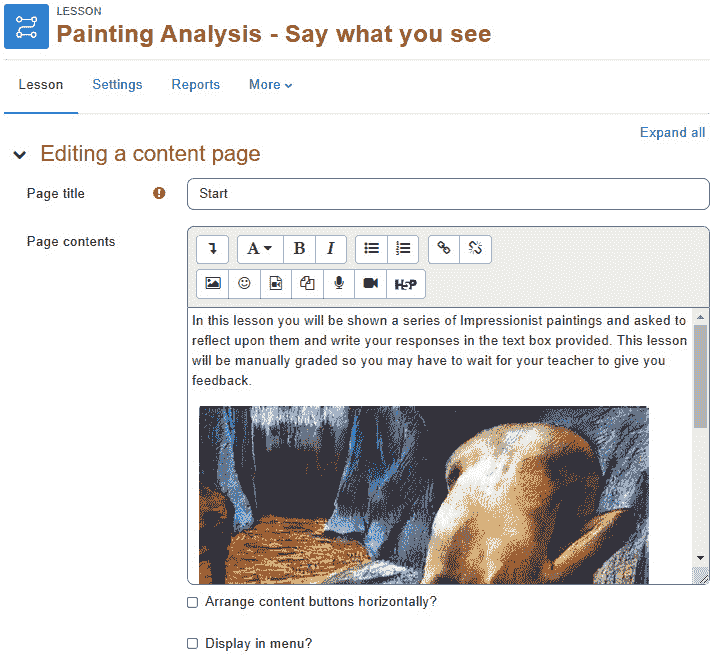 LESSON
Painting Analysis - Say what you see
Lesson
Settings
Reports
More
Expand all
Editing a content page
Page title
Start
Page contents
A
B
I
H5P
In this lesson you will be shown a series of Impressionist paintings and asked to
reflect upon them and write your responses in the text box provided. This lesson
will be manually graded so you may have to wait for your teacher to give you
feedback.
Arrange content buttons horizontally?
Display in menu?